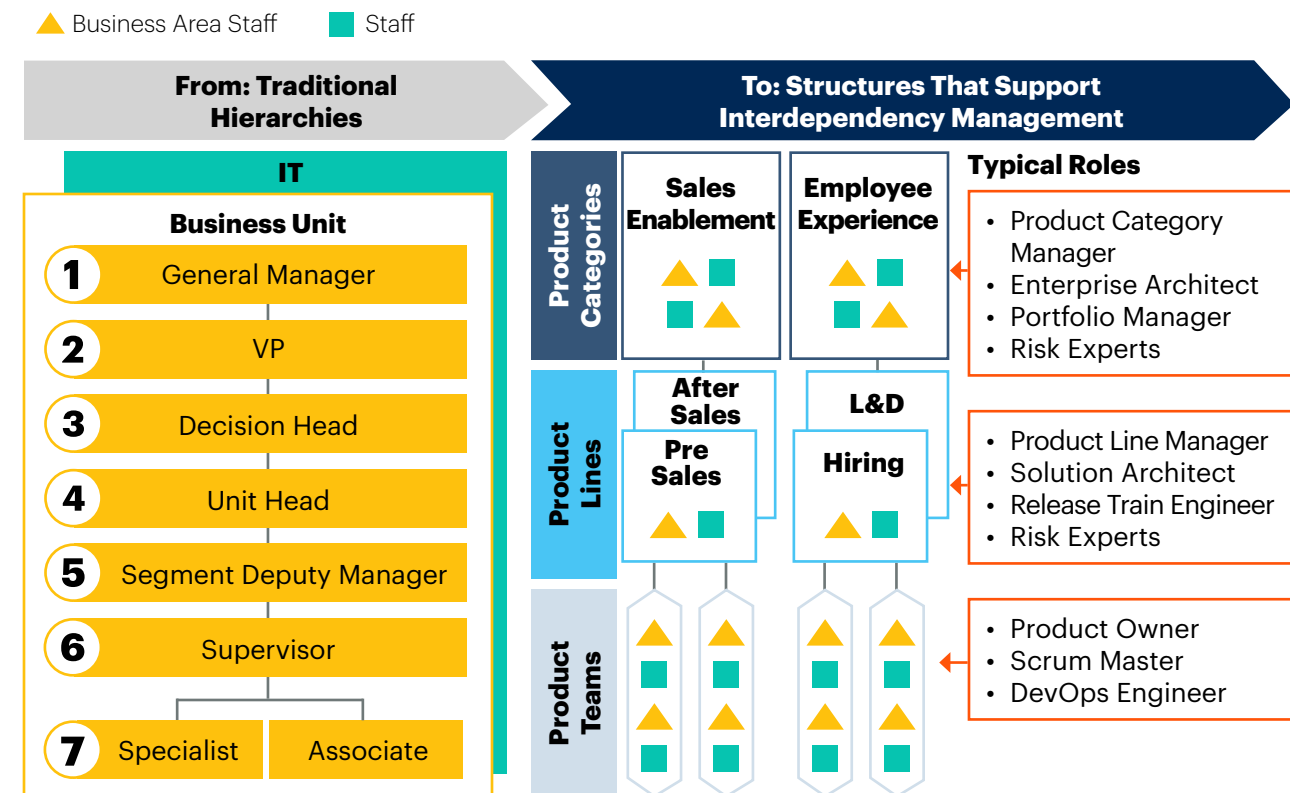 Business Area Staff
Staff
From: Traditional
Hierarchies
To: Structures That Support
Interdependency Management
IT
Business Unit
1 General Manager
2 VP
3 Decision Head
4 Unit Head
5 Segment Deputy Manager
6 Supervisor
7 Specialist
Associate
Product
Categories
Sales
Enablement
Employee
Experience
Product
Lines
After
Sales
Pre
Sales
L&D
Hiring
Product
Teams
Typical Roles
• Product Category
Manager
• Enterprise Architect
• Portfolio Manager
• Risk Experts
• Product Line Manager
• Solution Architect
• Release Train Engineer
• Risk Experts
• Product Owner
• Scrum Master
• DevOps Engineer